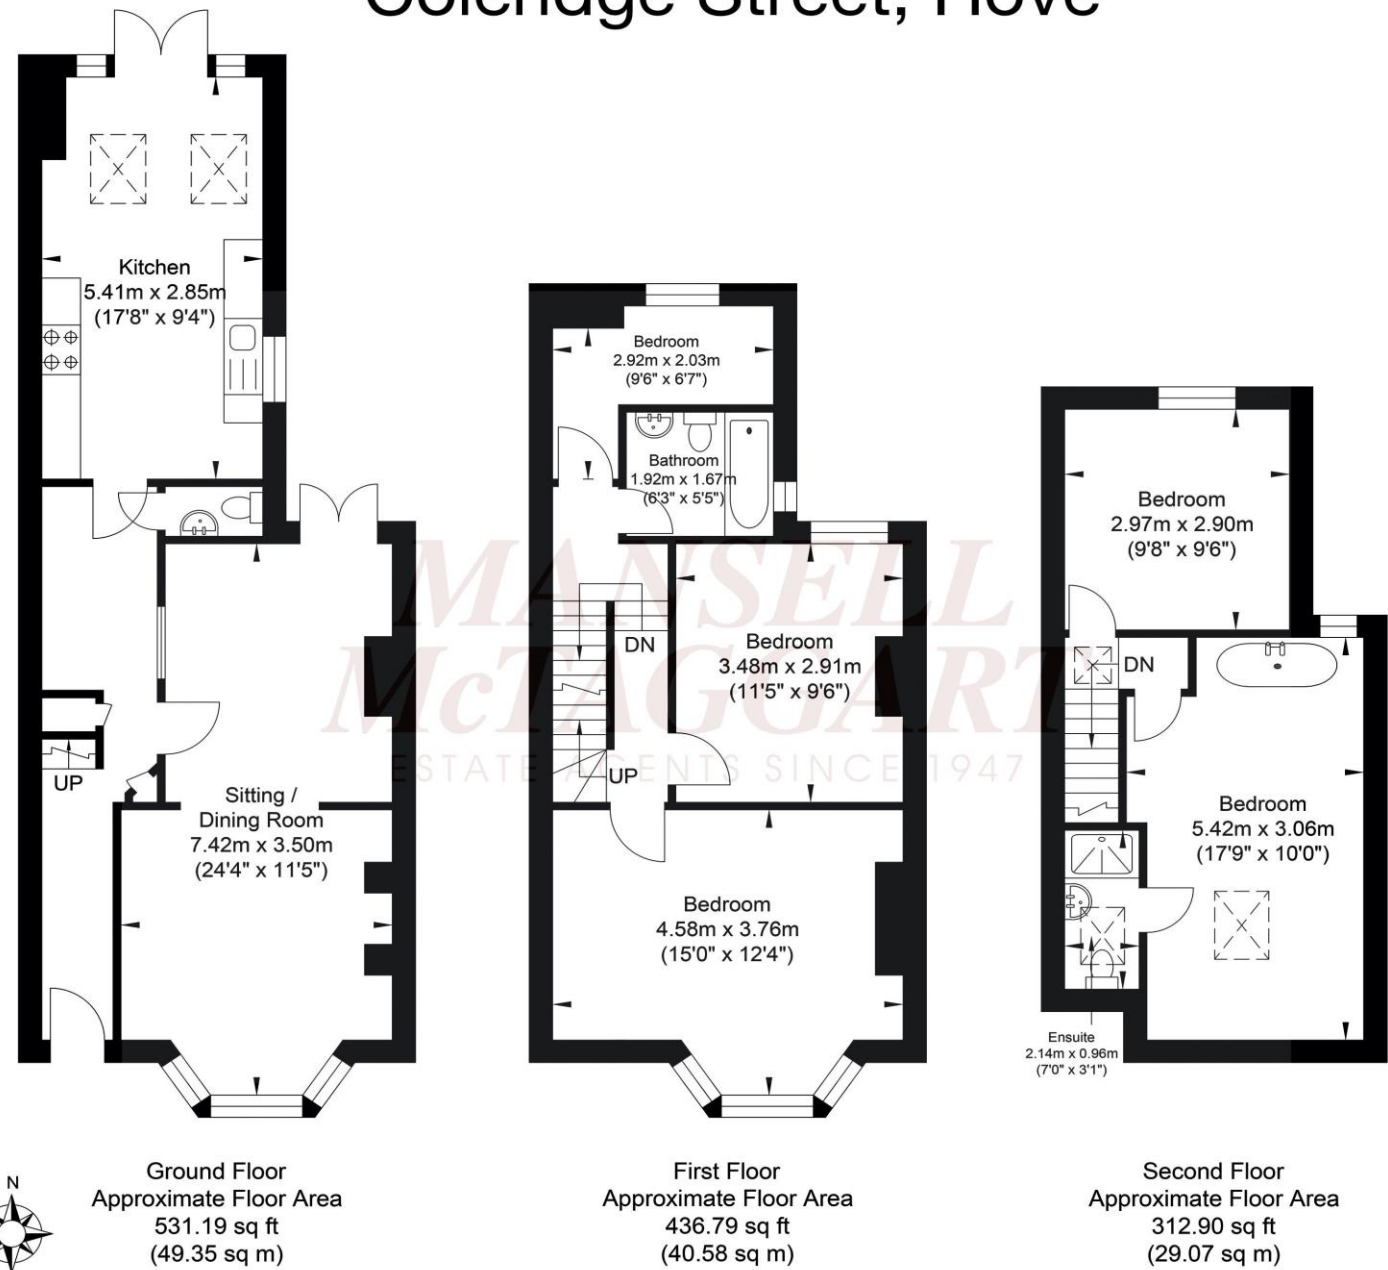 Coleridge Street, Hove
Kitchen
5.41m x 2.85m
(17'8" x 9'4")
UP
Sitting /
Dining Room
7.42m x 3.50m
(24'4" x 11'5")
Bedroom
2.92m x 2.03m
(9'6" x 6'7")
Bathroom
1.92m x 1.67m
(6'3" x 5'5")
DN
Bedroom
3.48m x 2.91m
(11'5" x 9'6")
UP
Bedroom
4.58m x 3.76m
(15'0" x 12'4")
Bedroom
2.97m x 2.90m
(9'8" x 9'6")
DN
Bedroom
5.42m x 3.06m
(17'9" x 10'0")
Ensuite
2.14m x 0.96m
(7'0" x 3'1")
MANSELL
McTAGGART
ESTATE AGENTS SINCE 1947
N
Ground Floor
Approximate Floor Area
531.19 sq ft
(49.35 sq m)
First Floor
Approximate Floor Area
436.79 sq ft
(40.58 sq m)
Second Floor
Approximate Floor Area
312.90 sq ft
(29.07 sq m)